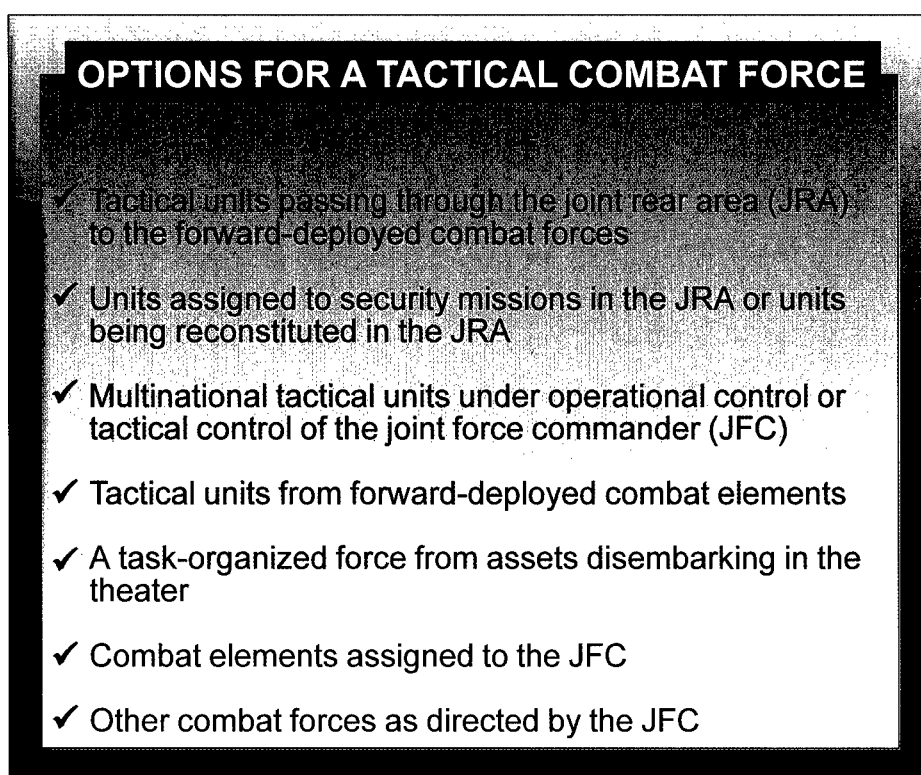 OPTIONS FOR A TACTICAL COMBAT FORCE
✓ Tactical units passing through the joint rear area (JRA)
to the forward-deployed combat forces
✓ Units assigned to security missions in the JRA or units
being reconstituted in the JRA
✓ Multinational tactical units under operational control or
tactical control of the joint force commander (JFC)
✓ Tactical units from forward-deployed combat elements
✓ A task-organized force from assets disembarking in the
theater
✓ Combat elements assigned to the JFC
✓ Other combat forces as directed by the JFC